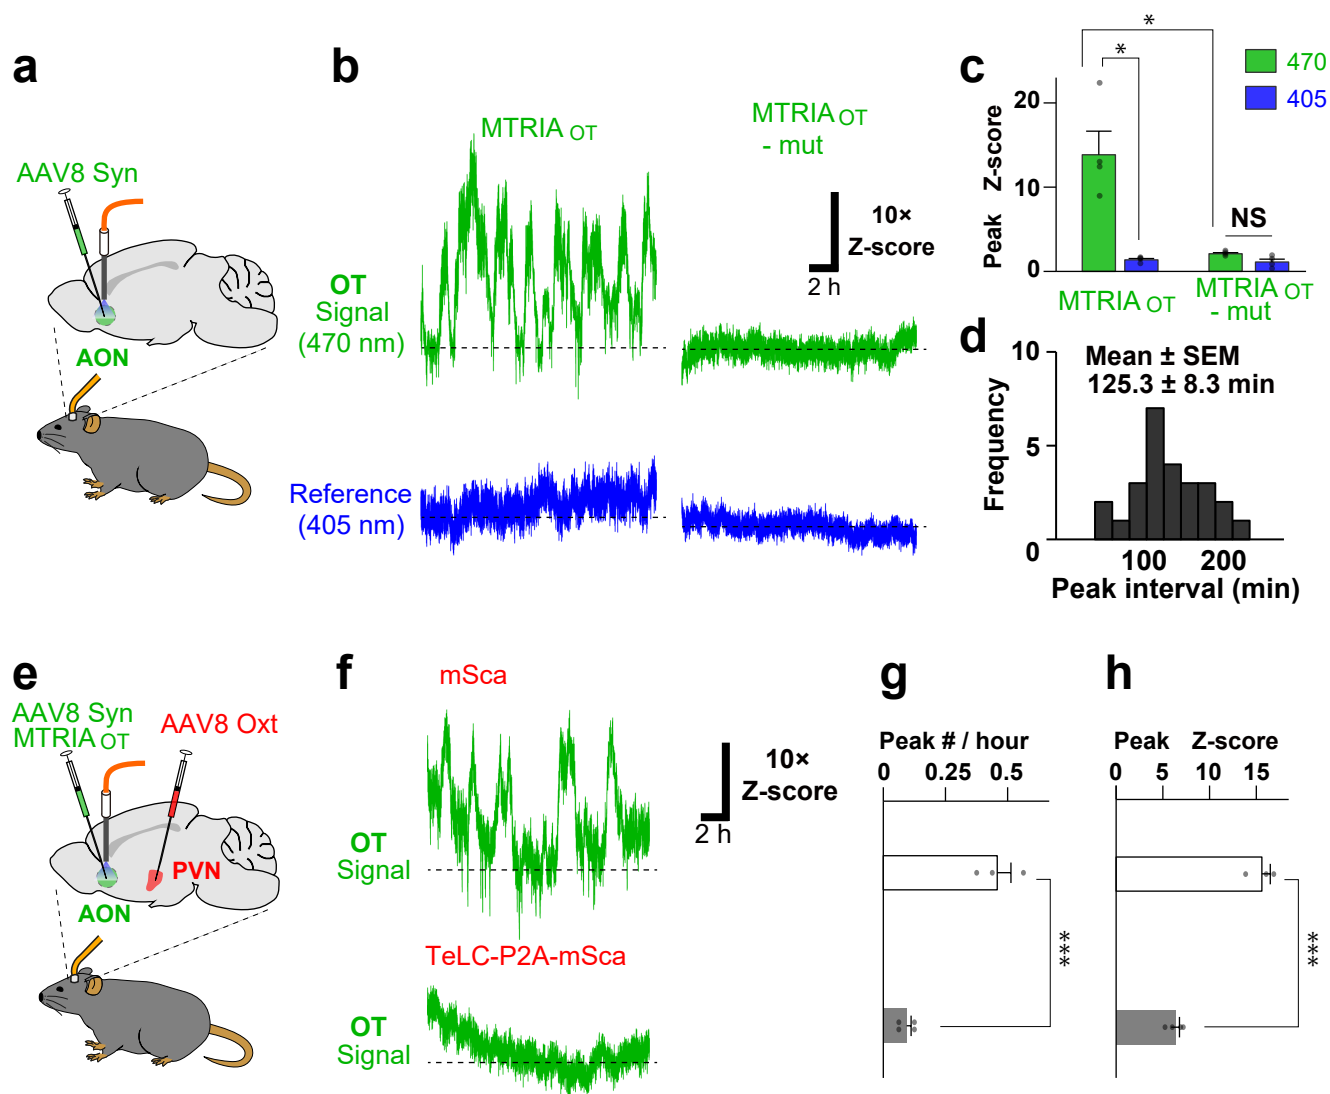 a
AAV8 Syn
AON
b
MTRIA OT
MTRIA OT
- mut
10×
Z-score
2 h
OT
Signal
(470 nm)
Reference
(405 nm)
c
*
*
470
405
Peak Z-score
20
10
0
NS
MTRIA OT
MTRIA OT
- mut
d
Mean ± SEM
125.3 ± 8.3 min
Frequency
10
5
0
100 200
Peak interval (min)
e
AAV8 Syn
MTRIA OT
AAV8 Oxt
PVN
AON
f
mSca
OT
Signal
10×
Z-score
2 h
TeLC-P2A-mSca
OT
Signal
g
Peak # / hour
0 0.25 0.5
***
h
Peak Z-score
0 5 10 15
***